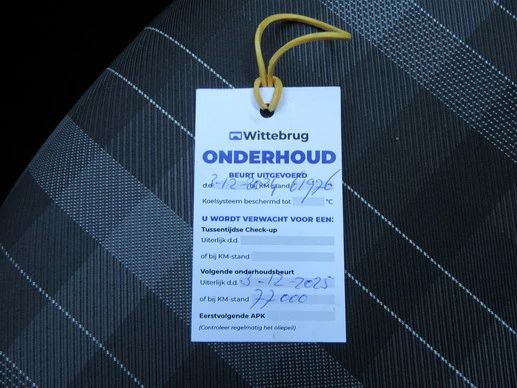 Wittebrug
ONDERHOUD
BEURT UITGEVOERD
d.d. 3-12-2024 bij KM-stand 61926
Koelsysteem beschermd tot °C
U WORDT VERWACHT VOOR EEN:
Tussentijdse Check-up
Uiterlijk d.d.
of bij KM-stand
Volgende onderhoudsbeurt
Uiterlijk d.d. 3-12-2025
of bij KM-stand 77000
Eerstvolgende APK
(Controleer regelmatig het oliepeil)